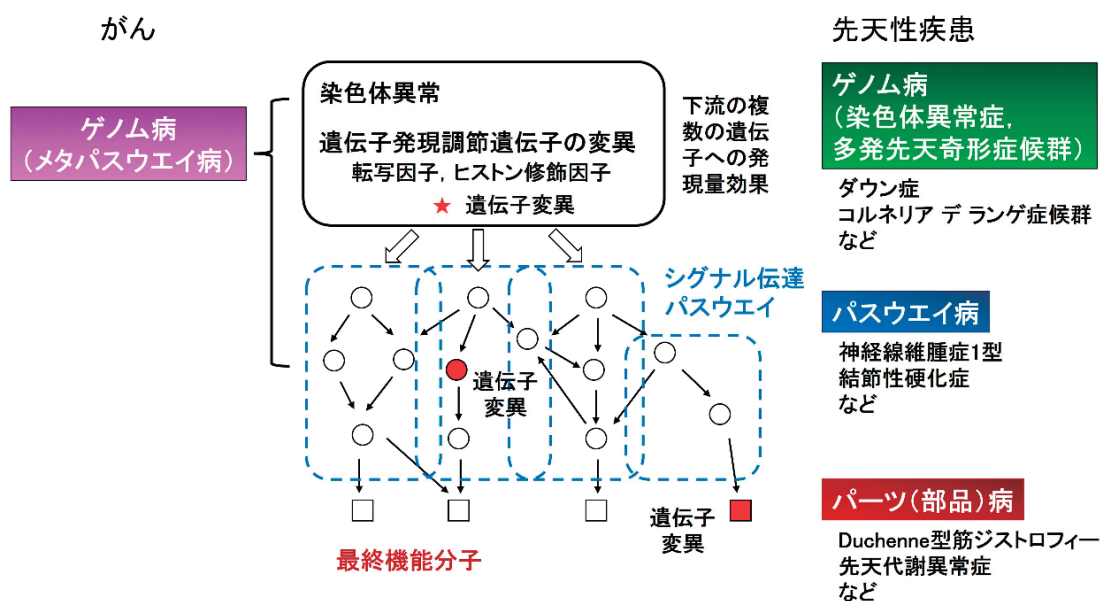 がん
先天性疾患
ゲノム病
(メタパスウエイ病)
染色体異常
遺伝子発現調節遺伝子の変異
転写因子，ヒストン修飾因子
★ 遺伝子変異
下流の複
数の遺伝
子への発
現量効果
ゲノム病
(染色体異常症，
多発先天奇形症候群)
ダウン症
コルネリア デ ランゲ症候群
など
シグナル伝達
パスウエイ
パスウエイ病
神経線維腫症1型
結節性硬化症
など
遺伝子
変異
遺伝子
変異
最終機能分子
パーツ(部品)病
Duchenne型筋ジストロフィー
先天代謝異常症
など